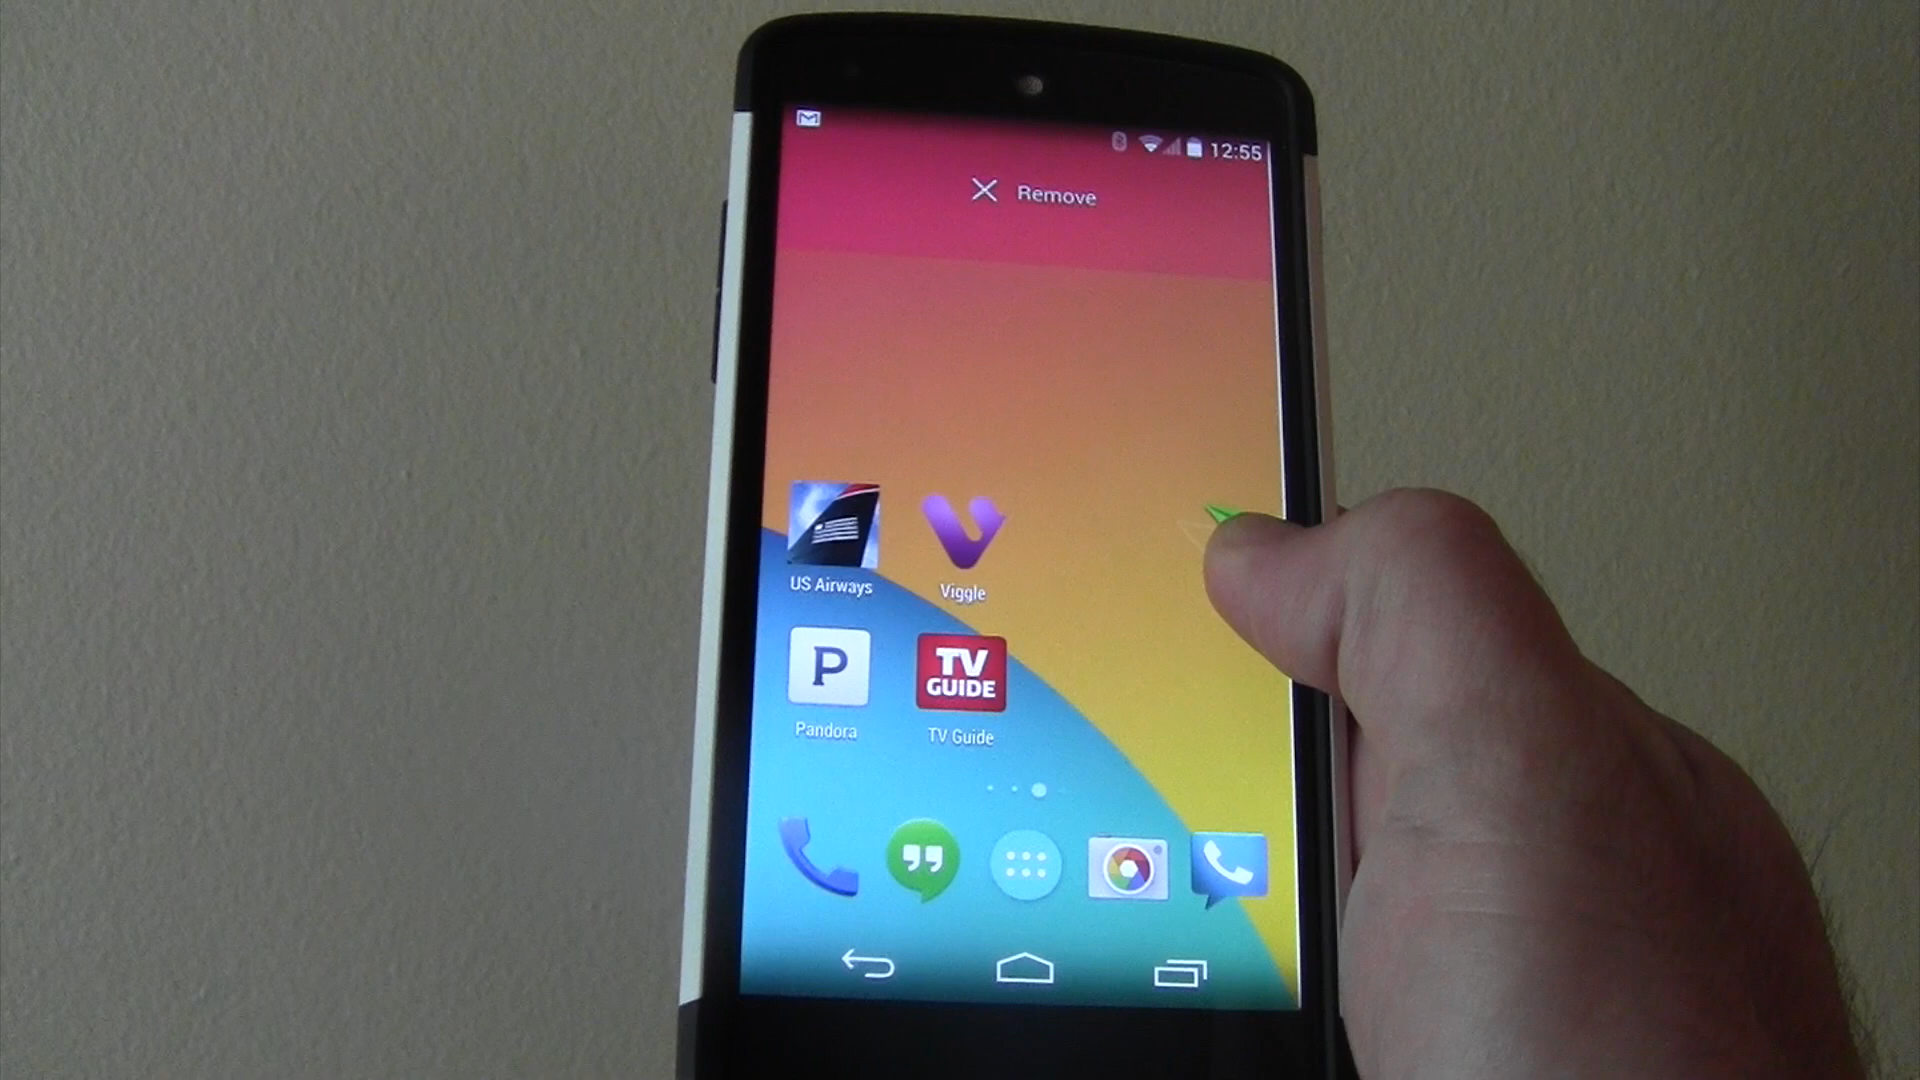 12:55
Remove
US Airways
Viggle
P
TV
GUIDE
Pandora
TV Guide